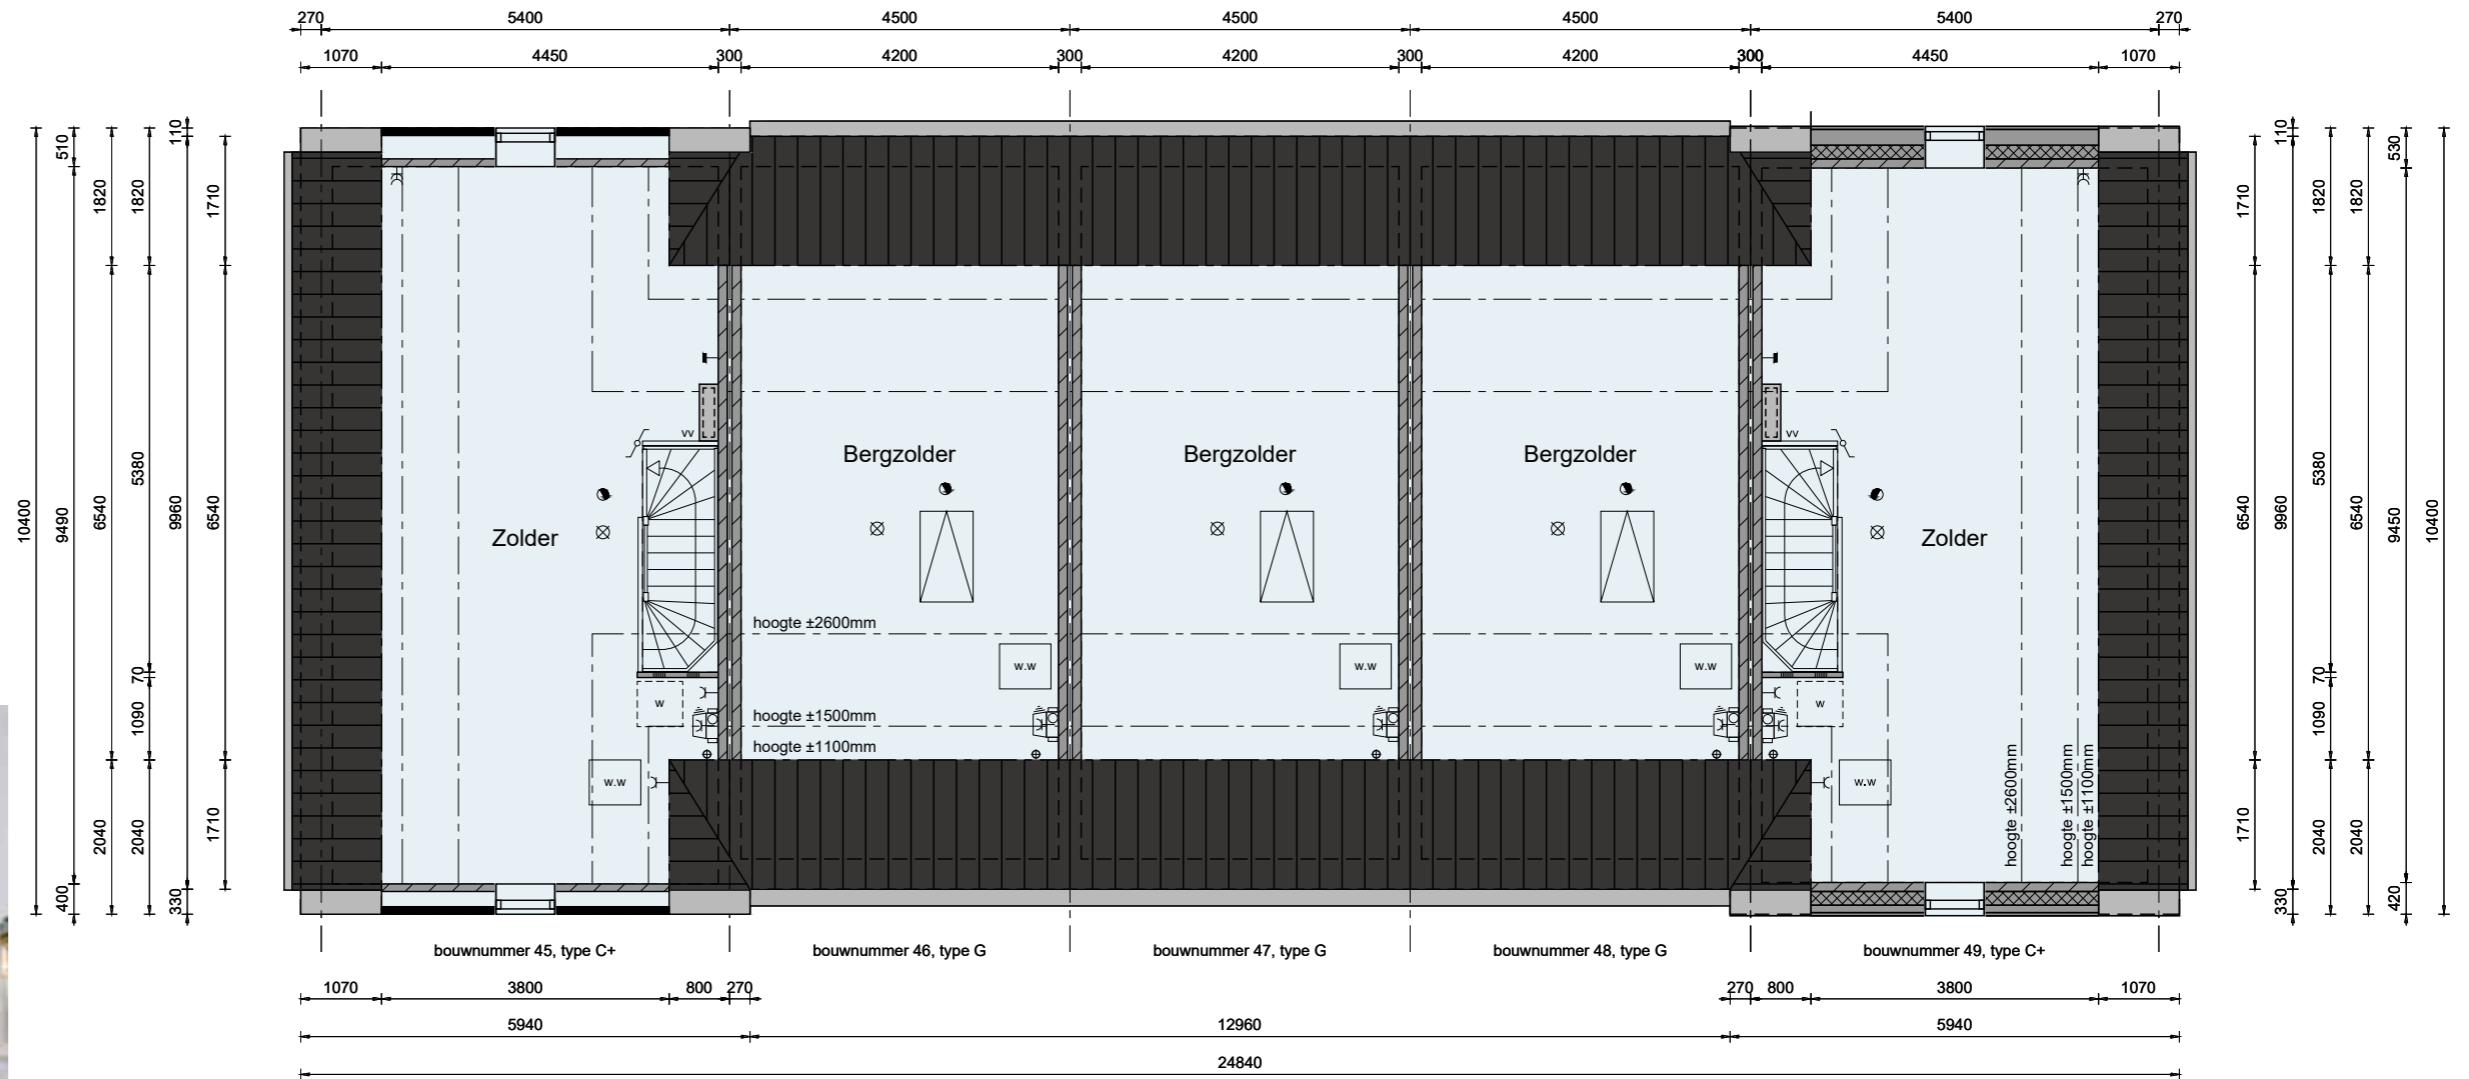 270 5400 4500 4500 4500 5400 270
1070 4450 300 4200 300 4200 300 4200 300 4450 1070
10400
510 9490 400
1820 6540 2040
1820 5380 70 1090 2040
110 9960 330
1710 6540 1710
1710 6540 1710
110 9960 330
1820 5380 70 1090 2040
1820 6540 2040
530 9450 420
10400
vv
vv
Bergzolder
Bergzolder
Bergzolder
Zolder
Zolder
hoogte ±2600mm
w.w
w.w
w.w
w
w
hoogte ±1500mm
hoogte ±1100mm
w.w
w.w
hoogte ±2600mm
hoogte ±1500mm
hoogte ±1100mm
bouwnummer 45, type C+
bouwnummer 46, type G
bouwnummer 47, type G
bouwnummer 48, type G
bouwnummer 49, type C+
1070 3800 800 270 270 800 3800 1070
5940 12960 5940
24840